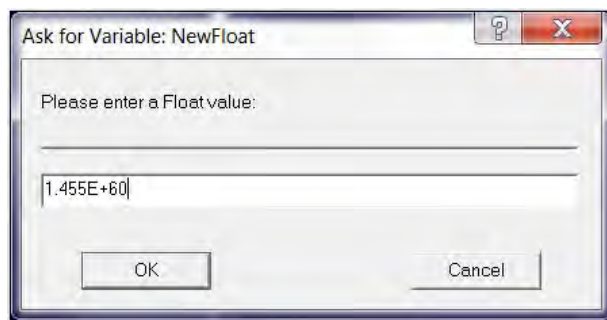 Ask for Variable: NewFloat
Please enter a Float value:
1.455E+60
OK Cancel